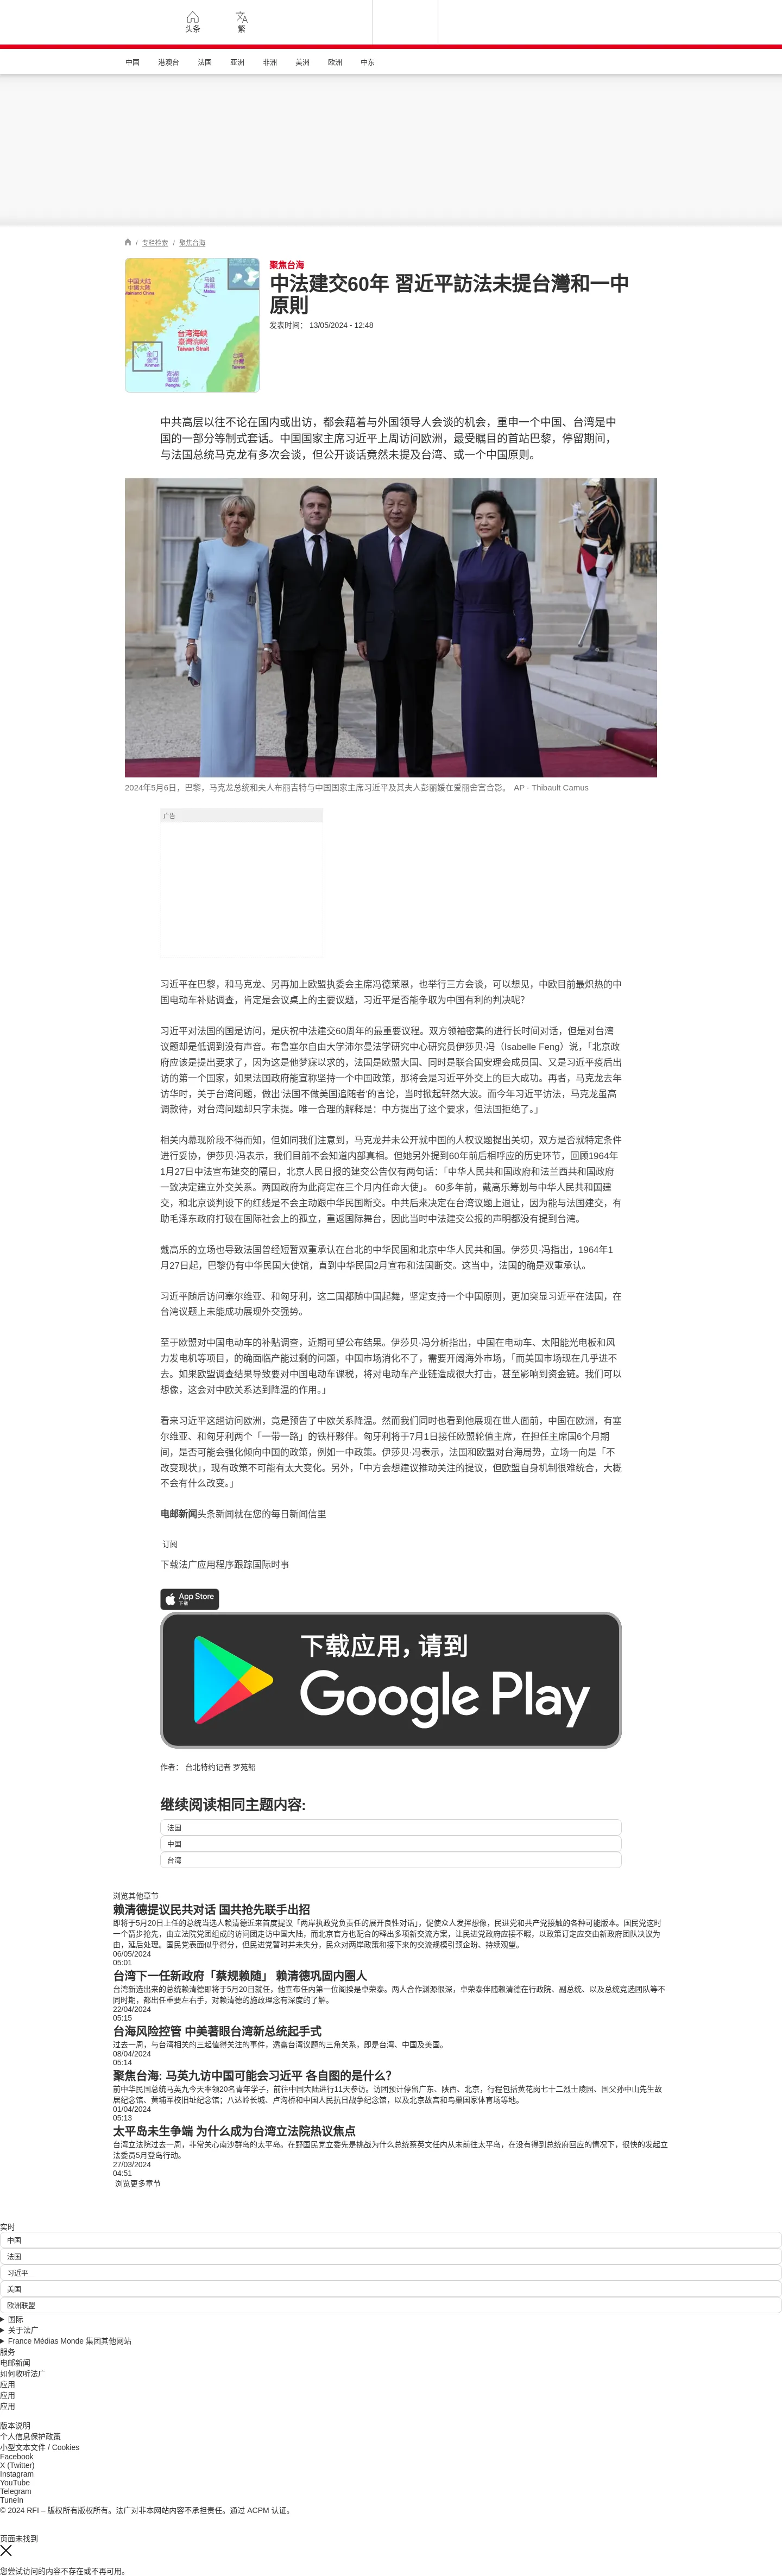 头条
繁
中国 港澳台 法国 亚洲 非洲 美洲 欧洲 中东
/ 专栏检索 / 聚焦台海
中国大陆
中國大陸
Mainland China
马祖
馬祖
Matsu
台湾海峡
臺灣海峽
Taiwan Strait
金门
金門
Kinmen
澎湖
Penghu
台湾
臺灣
Taiwan
聚焦台海
中法建交60年 習近平訪法未提台灣和一中
原則
发表时间： 13/05/2024 - 12:48
中共高层以往不论在国内或出访，都会藉着与外国领导人会谈的机会，重申一个中国、台湾是中
国的一部分等制式套话。中国国家主席习近平上周访问欧洲，最受瞩目的首站巴黎，停留期间，
与法国总统马克龙有多次会谈，但公开谈话竟然未提及台湾、或一个中国原则。
2024年5月6日，巴黎，马克龙总统和夫人布丽吉特与中国国家主席习近平及其夫人彭丽媛在爱丽舍宫合影。 AP - Thibault Camus
广告
习近平在巴黎，和马克龙、另再加上欧盟执委会主席冯德莱恩，也举行三方会谈，可以想见，中欧目前最炽热的中
国电动车补贴调查，肯定是会议桌上的主要议题，习近平是否能争取为中国有利的判决呢？
习近平对法国的国是访问，是庆祝中法建交60周年的最重要议程。双方领袖密集的进行长时间对话，但是对台湾
议题却是低调到没有声音。布鲁塞尔自由大学沛尔曼法学研究中心研究员伊莎贝·冯（Isabelle Feng）说，「北京政
府应该是提出要求了，因为这是他梦寐以求的，法国是欧盟大国、同时是联合国安理会成员国、又是习近平疫后出
访的第一个国家，如果法国政府能宣称坚持一个中国政策，那将会是习近平外交上的巨大成功。再者，马克龙去年
访华时，关于台湾问题，做出‘法国不做美国追随者’的言论，当时掀起轩然大波。而今年习近平访法，马克龙虽高
调款待，对台湾问题却只字未提。唯一合理的解释是：中方提出了这个要求，但法国拒绝了。」
相关内幕现阶段不得而知，但如同我们注意到，马克龙并未公开就中国的人权议题提出关切，双方是否就特定条件
进行妥协，伊莎贝·冯表示，我们目前不会知道内部真相。但她另外提到60年前后相呼应的历史环节，回顾1964年
1月27日中法宣布建交的隔日，北京人民日报的建交公告仅有两句话：「中华人民共和国政府和法兰西共和国政府
一致决定建立外交关系。两国政府为此商定在三个月内任命大使」。 60多年前，戴高乐筹划与中华人民共和国建
交，和北京谈判设下的红线是不会主动跟中华民国断交。中共后来决定在台湾议题上退让，因为能与法国建交，有
助毛泽东政府打破在国际社会上的孤立，重返国际舞台，因此当时中法建交公报的声明都没有提到台湾。
戴高乐的立场也导致法国曾经短暂双重承认在台北的中华民国和北京中华人民共和国。伊莎贝·冯指出，1964年1
月27日起，巴黎仍有中华民国大使馆，直到中华民国2月宣布和法国断交。这当中，法国的确是双重承认。
习近平随后访问塞尔维亚、和匈牙利，这二国都随中国起舞，坚定支持一个中国原则，更加突显习近平在法国，在
台湾议题上未能成功展现外交强势。
至于欧盟对中国电动车的补贴调查，近期可望公布结果。伊莎贝·冯分析指出，中国在电动车、太阳能光电板和风
力发电机等项目，的确面临产能过剩的问题，中国市场消化不了，需要开阔海外市场，「而美国市场现在几乎进不
去。如果欧盟调查结果导致要对中国电动车课税，将对电动车产业链造成很大打击，甚至影响到资金链。我们可以
想像，这会对中欧关系达到降温的作用。」
看来习近平这趟访问欧洲，竟是预告了中欧关系降温。然而我们同时也看到他展现在世人面前，中国在欧洲，有塞
尔维亚、和匈牙利两个「一带一路」的铁杆夥伴。匈牙利将于7月1日接任欧盟轮值主席，在担任主席国6个月期
间，是否可能会强化倾向中国的政策，例如一中政策。伊莎贝·冯表示，法国和欧盟对台海局势，立场一向是「不
改变现状」，现有政策不可能有太大变化。另外，「中方会想建议推动关注的提议，但欧盟自身机制很难统合，大概
不会有什么改变。」
电邮新闻头条新闻就在您的每日新闻信里
订阅
下载法广应用程序跟踪国际时事
App Store
下载
下载应用，请到
Google Play
作者： 台北特约记者 罗苑韶
继续阅读相同主题内容:
法国
中国
台湾
浏览其他章节
赖清德提议民共对话 国共抢先联手出招
即将于5月20日上任的总统当选人赖清德近来首度提议「两岸执政党负责任的展开良性对话」，促使众人发挥想像，民进党和共产党接触的各种可能版本。国民党这时
一个箭步抢先，由立法院党团组成的访问团走访中国大陆，而北京官方也配合的释出多项新交流方案，让民进党政府应接不暇，以政策订定应交由新政府团队决议为
由，延后处理。国民党表面似乎得分，但民进党暂时并未失分，民众对两岸政策和接下来的交流规模引颈企盼、持续观望。
06/05/2024
05:01
台湾下一任新政府「蔡规赖随」 赖清德巩固内圈人
台湾新选出来的总统赖清德即将于5月20日就任，他宣布任内第一位阁揆是卓荣泰。两人合作渊源很深，卓荣泰伴随赖清德在行政院、副总统、以及总统竞选团队等不
同时期，都出任重要左右手，对赖清德的施政理念有深度的了解。
22/04/2024
05:15
台海风险控管 中美著眼台湾新总统起手式
过去一周，与台湾相关的三起值得关注的事件，透露台湾议题的三角关系，即是台湾、中国及美国。
08/04/2024
05:14
聚焦台海: 马英九访中国可能会习近平 各自图的是什么？
前中华民国总统马英九今天率领20名青年学子，前往中国大陆进行11天参访。访团预计停留广东、陕西、北京，行程包括黄花岗七十二烈士陵园、国父孙中山先生故
居纪念馆、黄埔军校旧址纪念馆；八达岭长城、卢沟桥和中国人民抗日战争纪念馆，以及北京故宫和鸟巢国家体育场等地。
01/04/2024
05:13
太平岛未生争端 为什么成为台湾立法院热议焦点
台湾立法院过去一周，非常关心南沙群岛的太平岛。在野国民党立委先是挑战为什么总统蔡英文任内从未前往太平岛，在没有得到总统府回应的情况下，很快的发起立
法委员5月登岛行动。
27/03/2024
04:51
浏览更多章节
实时
中国
法国
习近平
美国
欧洲联盟
国际
关于法广
France Médias Monde 集团其他网站
服务
电邮新闻
如何收听法广
应用
应用
应用
版本说明
个人信息保护政策
小型文本文件 / Cookies
Facebook
X (Twitter)
Instagram
YouTube
Telegram
TuneIn
© 2024 RFI – 版权所有版权所有。法广对非本网站内容不承担责任。通过 ACPM 认证。
页面未找到
您尝试访问的内容不存在或不再可用。